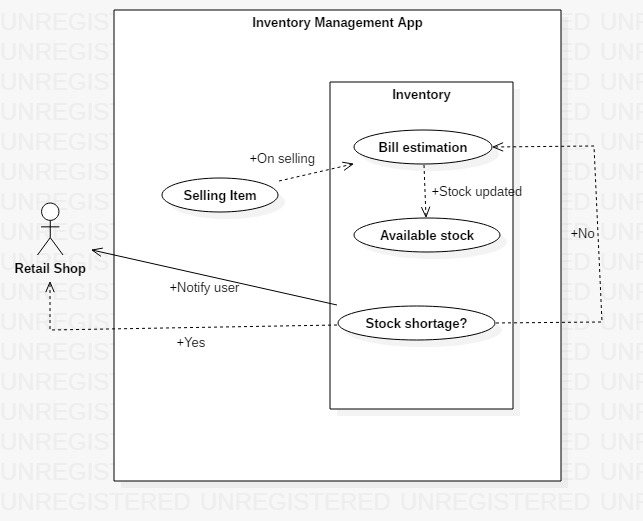 Inventory Management App
Inventory
Bill estimation
+On selling
Selling Item
+Stock updated
Available stock
+No
Retail Shop
+Notify user
Stock shortage?
+Yes
UNREGISTERED UNREGISTERED UNREGISTERED UNR